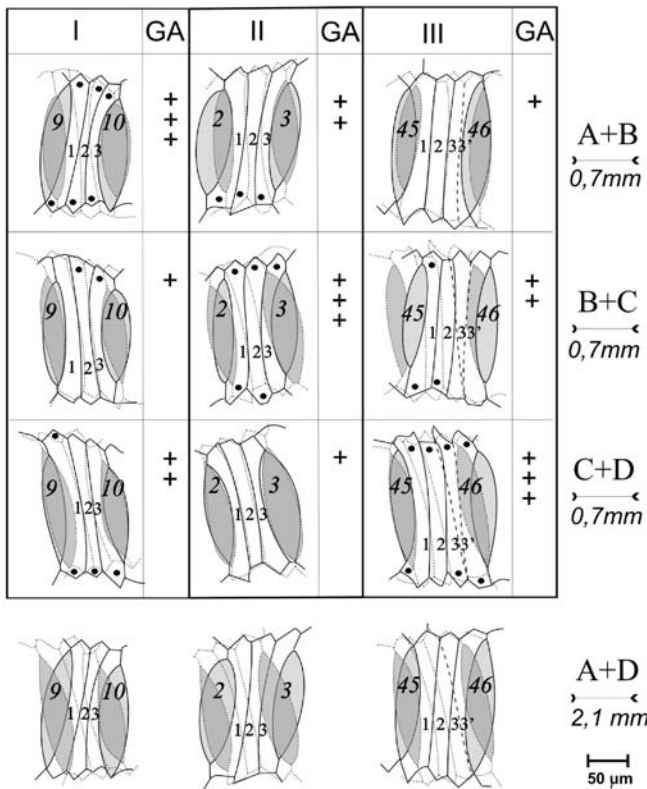 I GA II GA III GA
9 10 1 2 3 + + + 2 3 1 2 3 + + 45 46 1 2 3 3' + A+B
0,7mm
9 10 1 2 3 + 2 3 1 2 3 + + + 45 46 1 2 3 3' + + B+C
0,7mm
9 10 1 2 3 + + 2 3 1 2 3 + 45 46 1 2 3 3' + + + C+D
0,7mm
9 10 1 2 3 2 3 1 2 3 45 46 1 2 3 3' A+D
2,1 mm
50 µm